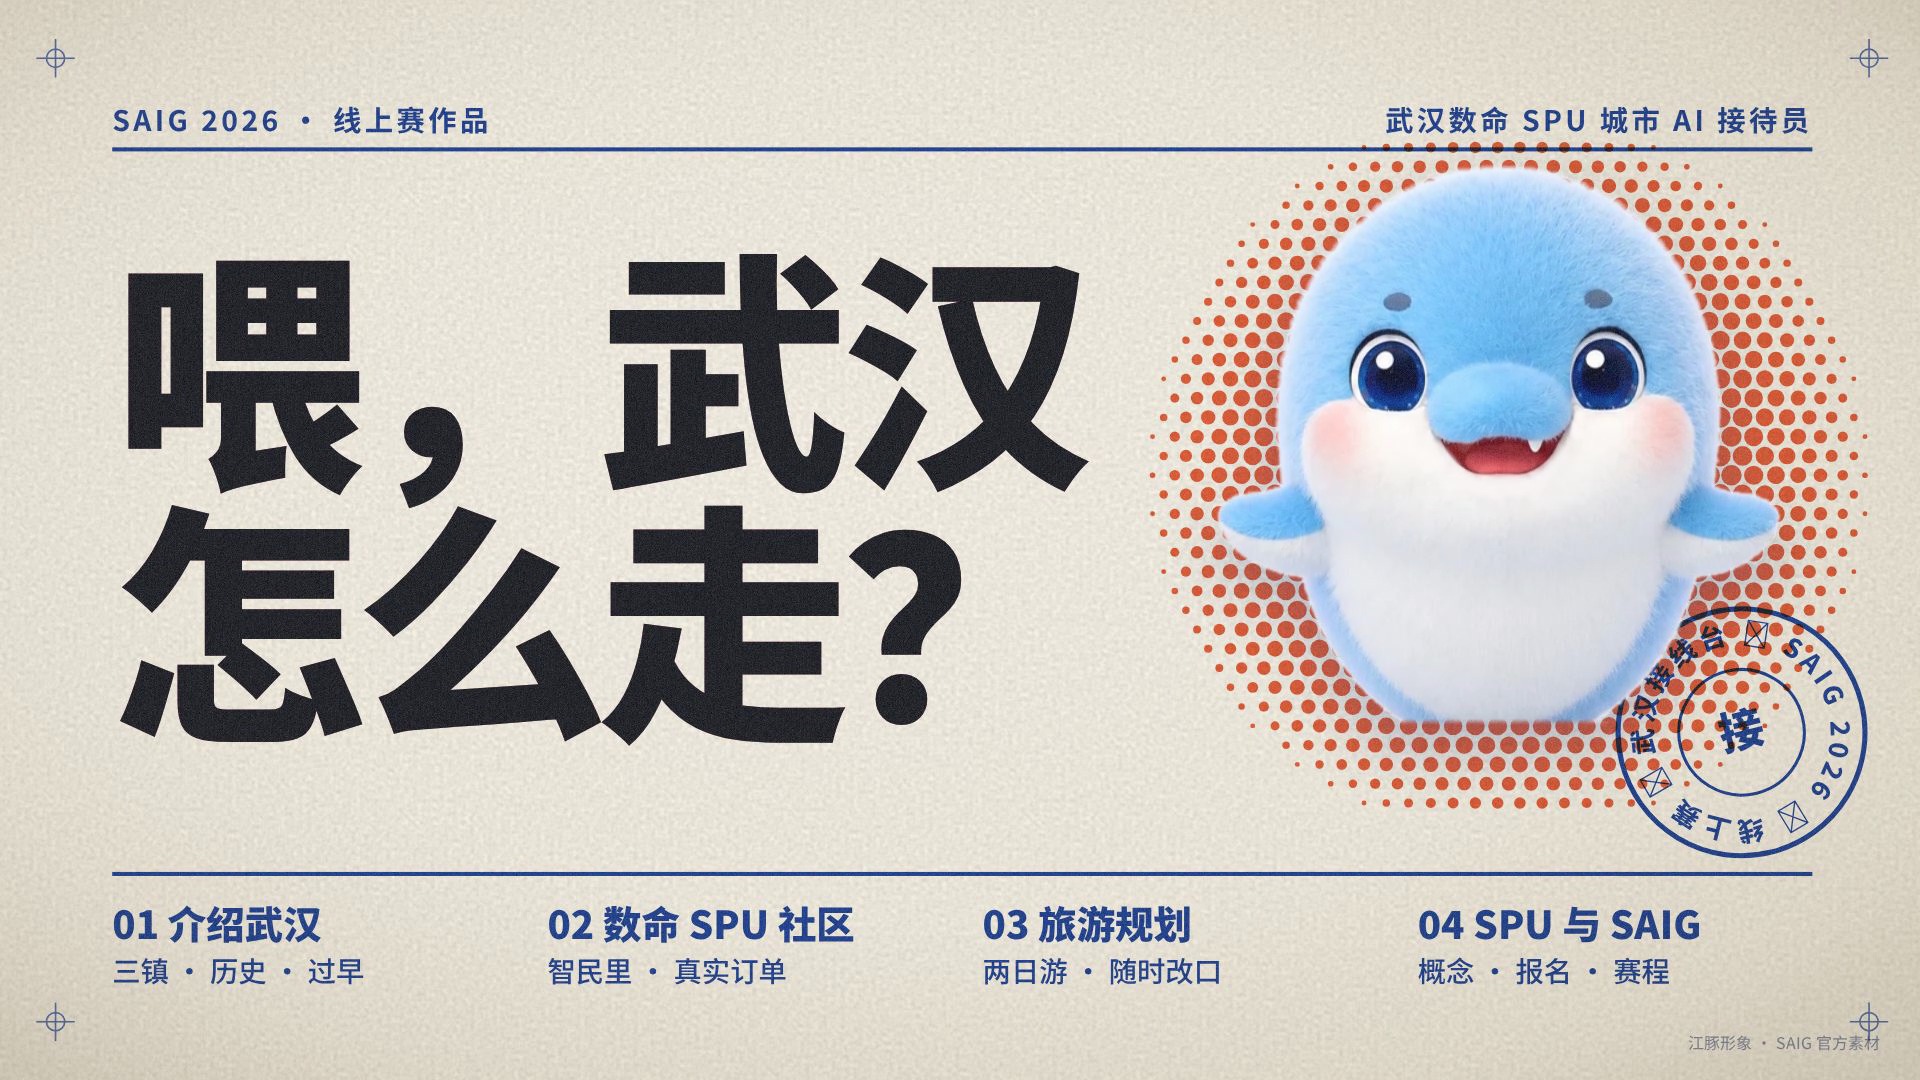 SAIG 2026 · 线上赛作品
武汉数命 SPU 城市 AI 接待员
喂，武汉
怎么走？
武汉接线台 SAIG 2026 线上赛
接
01 介绍武汉
三镇 · 历史 · 过早
02 数命 SPU 社区
智民里 · 真实订单
03 旅游规划
两日游 · 随时改口
04 SPU 与 SAIG
概念 · 报名 · 赛程
江豚形象 · SAIG 官方素材